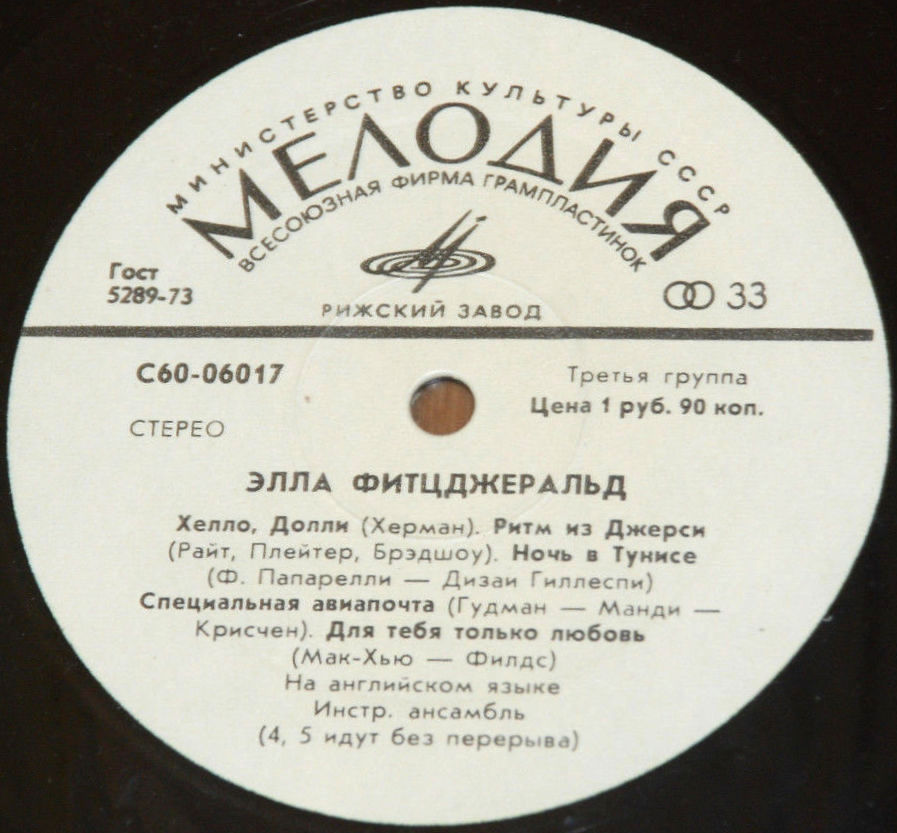 МИНИСТЕРСТВО КУЛЬТУРЫ СССР
МЕЛОДИЯ
ВСЕСОЮЗНАЯ ФИРМА ГРАМПЛАСТИНОК
Гост
5289-73
33
РИЖСКИЙ ЗАВОД
С60-06017
Третья группа
Цена 1 руб. 90 коп.
СТЕРЕО
ЭЛЛА ФИТЦДЖЕРАЛЬД
Хелло, Долли (Херман). Ритм из Джерси
(Райт, Плейтер, Брэдшоу). Ночь в Тунисе
(Ф. Папарелли — Дизаи Гиллеспи)
Специальная авиапочта (Гудман — Манди —
Крисчен). Для тебя только любовь
(Мак-Хью — Филдс)
На английском языке
Инстр. ансамбль
(4, 5 идут без перерыва)